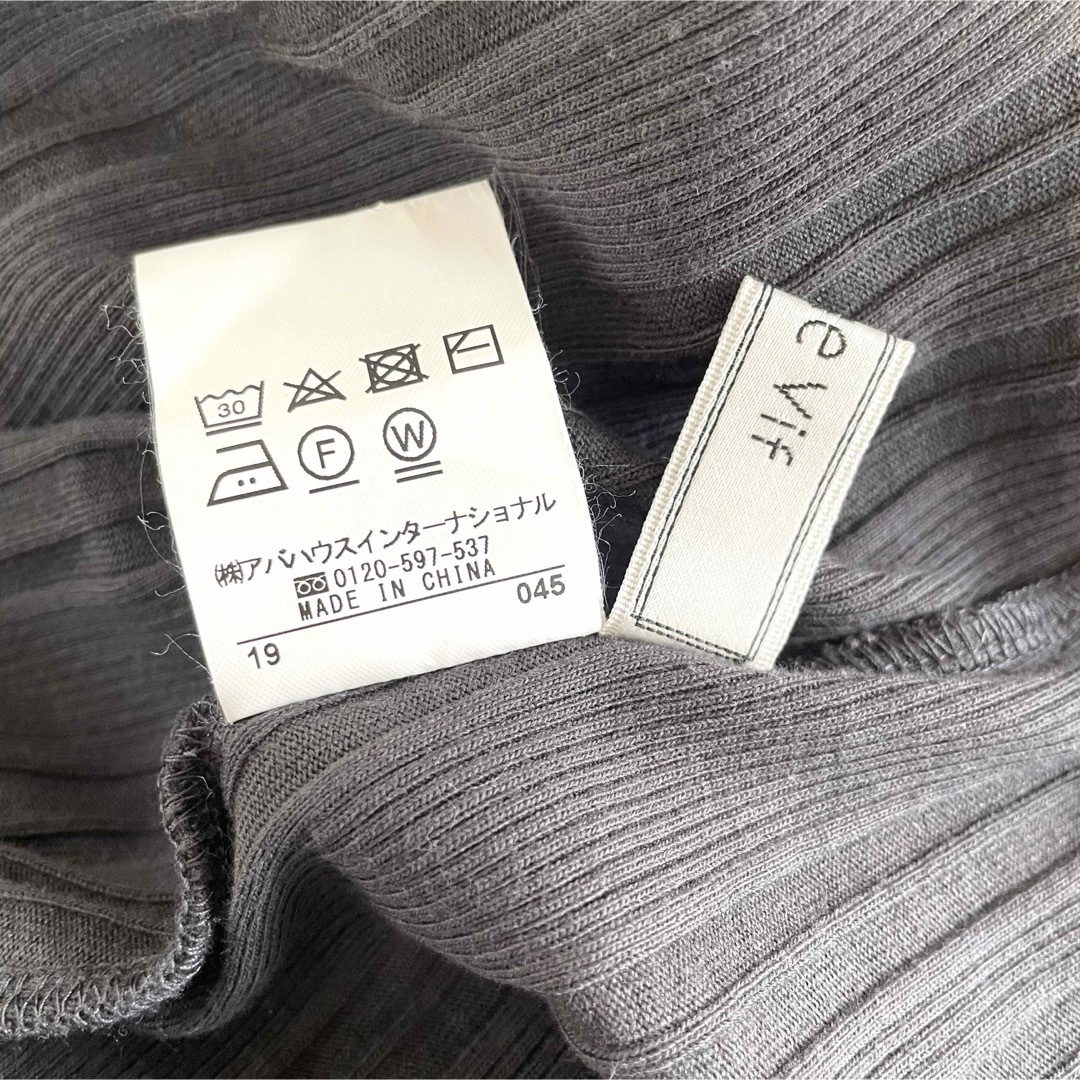 30
F W
㈱アバハウスインターナショナル
0120-597-537
MADE IN CHINA
19 045
e Vif